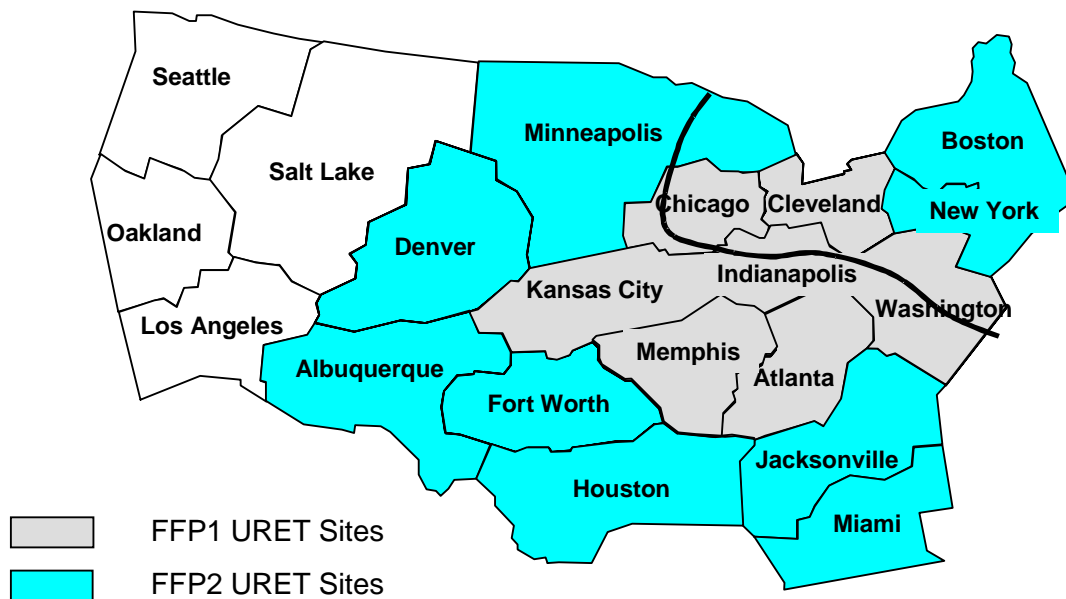 Seattle
Minneapolis
Boston
Salt Lake
Chicago
Cleveland
New York
Oakland
Denver
Indianapolis
Kansas City
Washington
Los Angeles
Memphis
Albuquerque
Atlanta
Fort Worth
Jacksonville
Houston
Miami
FFP1 URET Sites
FFP2 URET Sites